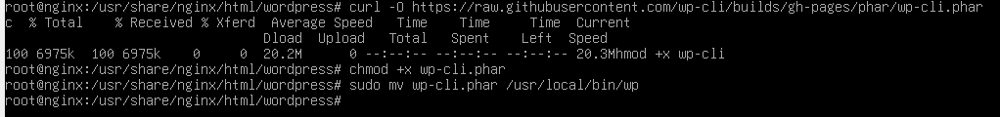 root@nginx:/usr/share/nginx/html/wordpress# curl -O https://raw.githubusercontent.com/wp-cli/builds/gh-pages/phar/wp-cli.phar
c  % Total    % Received % Xferd  Average Speed   Time    Time     Time  Current
                                 Dload  Upload   Total   Spent    Left  Speed
100 6975k  100 6975k    0     0  20.2M      0 --:--:-- --:--:-- --:--:-- 20.3Mhmod +x wp-cli
root@nginx:/usr/share/nginx/html/wordpress# chmod +x wp-cli.phar
root@nginx:/usr/share/nginx/html/wordpress# sudo mv wp-cli.phar /usr/local/bin/wp
root@nginx:/usr/share/nginx/html/wordpress#